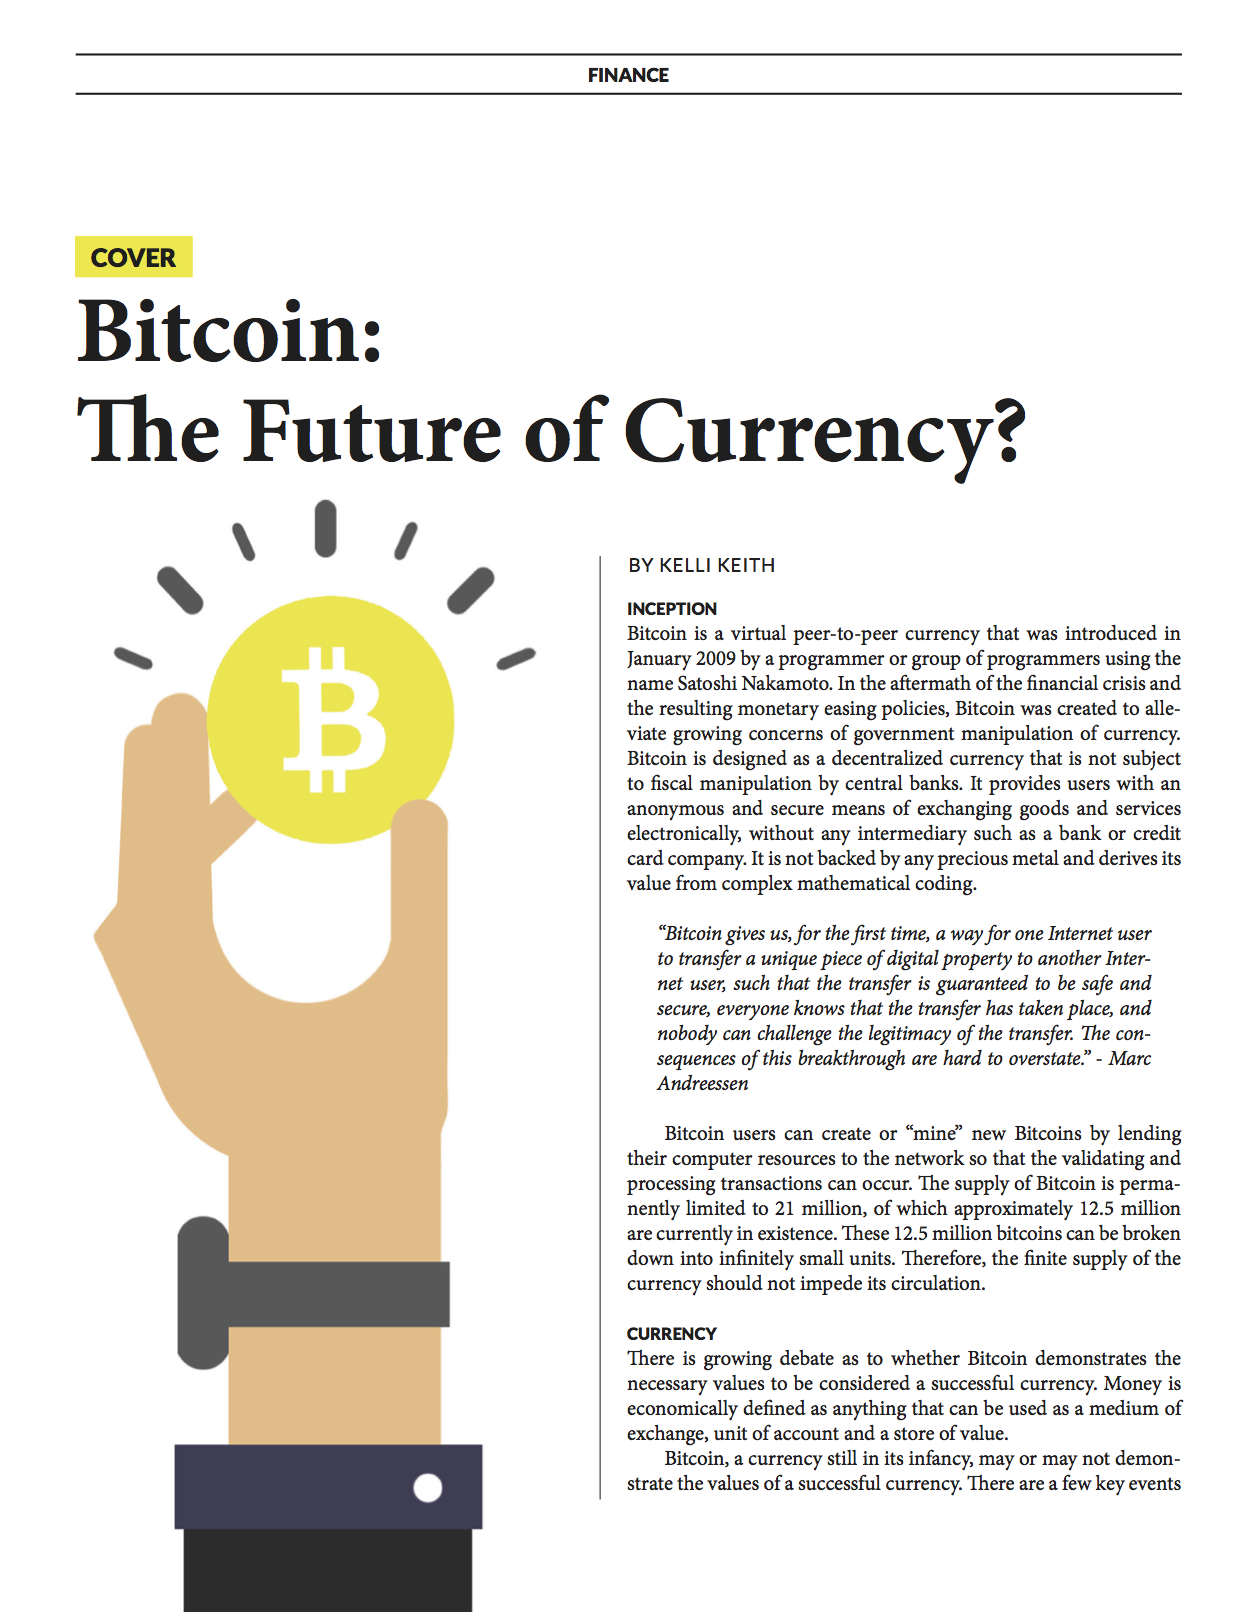 FINANCE
COVER
Bitcoin:
The Future of Currency?
BY KELLI KEITH
INCEPTION
Bitcoin is a virtual peer-to-peer currency that was introduced in
January 2009 by a programmer or group of programmers using the
name Satoshi Nakamoto. In the aftermath of the financial crisis and
the resulting monetary easing policies, Bitcoin was created to alle-
viate growing concerns of government manipulation of currency.
Bitcoin is designed as a decentralized currency that is not subject
to fiscal manipulation by central banks. It provides users with an
anonymous and secure means of exchanging goods and services
electronically, without any intermediary such as a bank or credit
card company. It is not backed by any precious metal and derives its
value from complex mathematical coding.
“Bitcoin gives us, for the first time, a way for one Internet user
to transfer a unique piece of digital property to another Inter-
net user, such that the transfer is guaranteed to be safe and
secure, everyone knows that the transfer has taken place, and
nobody can challenge the legitimacy of the transfer. The con-
sequences of this breakthrough are hard to overstate.” - Marc
Andreessen
Bitcoin users can create or “mine” new Bitcoins by lending
their computer resources to the network so that the validating and
processing transactions can occur. The supply of Bitcoin is perma-
nently limited to 21 million, of which approximately 12.5 million
are currently in existence. These 12.5 million bitcoins can be broken
down into infinitely small units. Therefore, the finite supply of the
currency should not impede its circulation.
CURRENCY
There is growing debate as to whether Bitcoin demonstrates the
necessary values to be considered a successful currency. Money is
economically defined as anything that can be used as a medium of
exchange, unit of account and a store of value.
Bitcoin, a currency still in its infancy, may or may not demon-
strate the values of a successful currency. There are a few key events